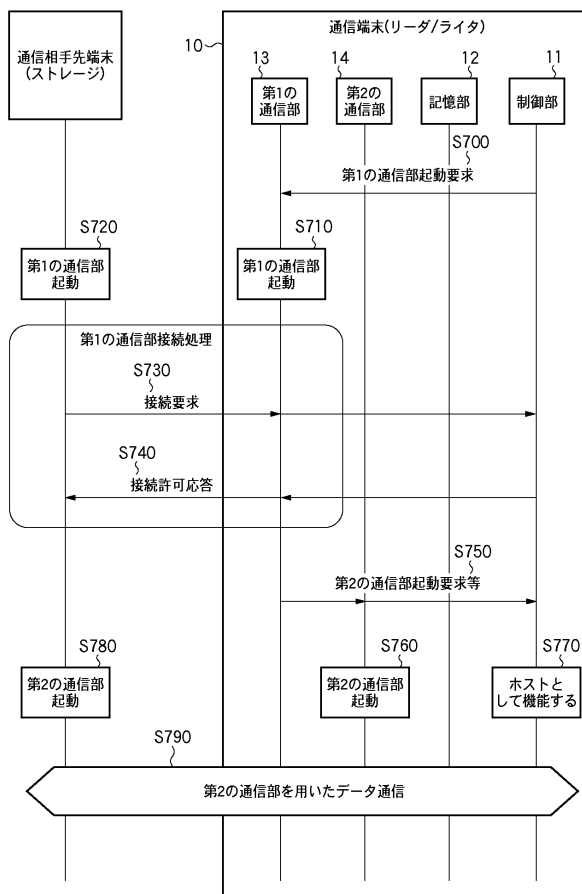 通信端末(リーダ/ライタ)
通信相手先端末
(ストレージ)
10
13
14
12
11
第1の
通信部
第2の
通信部
記憶部
制御部
S700
第1の通信部起動要求
S720
S710
第1の通信部
起動
第1の通信部
起動
第1の通信部接続処理
S730
接続要求
S740
接続許可応答
S750
第2の通信部起動要求等
S780
S760
S770
第2の通信部
起動
第2の通信部
起動
ホストと
して機能する
S790
第2の通信部を用いたデータ通信